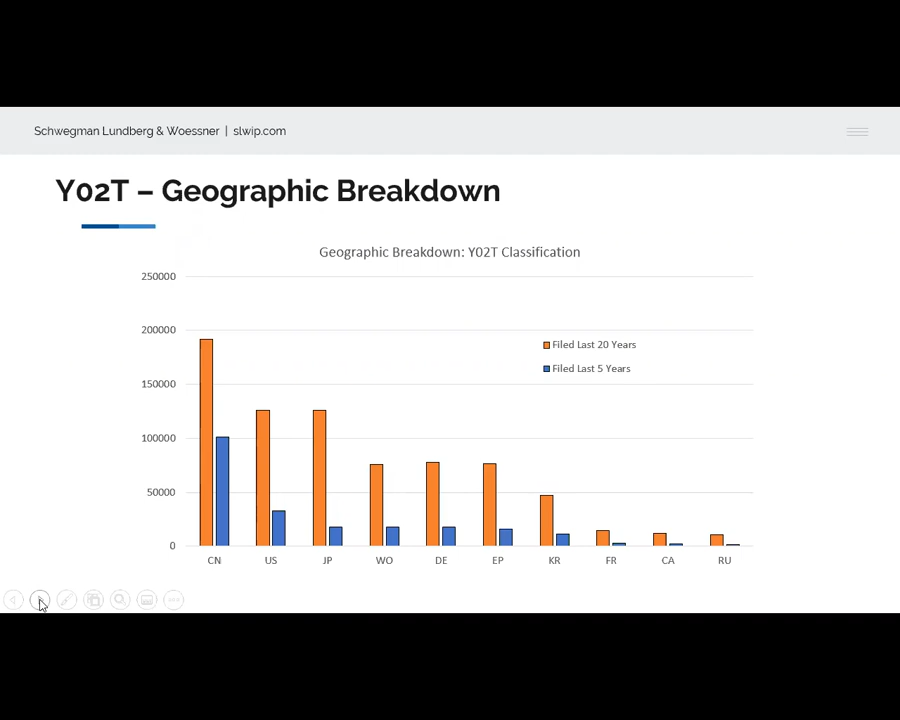 Schwegman Lundberg & Woessner | slwip.com
Y02T – Geographic Breakdown
Geographic Breakdown: Y02T Classification
250000
200000
150000
100000
50000
0
Filed Last 20 Years
Filed Last 5 Years
CN US JP WO DE EP KR FR CA RU